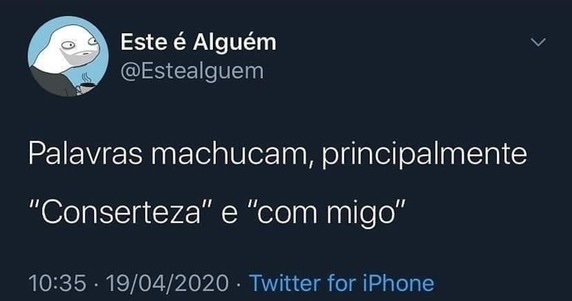 Este é Alguém
@Estealguem
Palavras machucam, principalmente
“Conserteza” e “com migo”
10:35 · 19/04/2020 · Twitter for iPhone